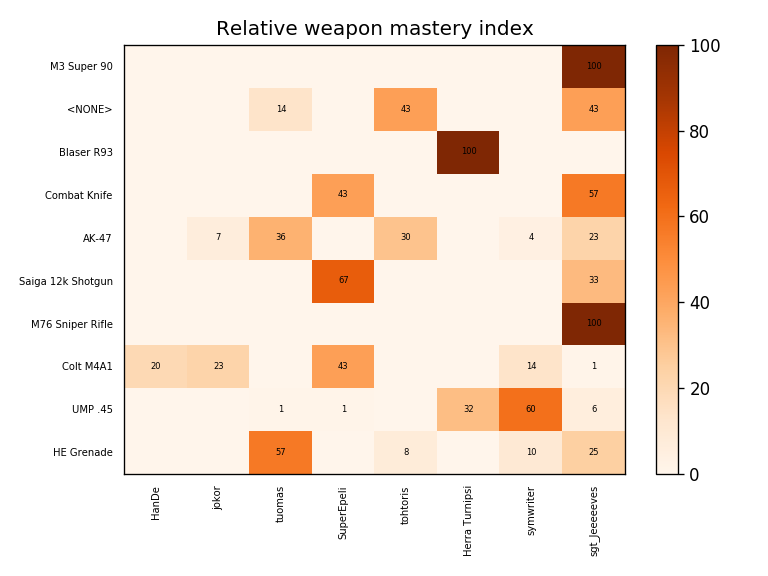 Relative weapon mastery index
M3 Super 90 100
<NONE> 14 43 43
Blaser R93 100
Combat Knife 43 57
AK-47 7 36 30 4 23
Saiga 12k Shotgun 67 33
M76 Sniper Rifle 100
Colt M4A1 20 23 43 14 1
UMP .45 1 1 32 60 6
HE Grenade 57 8 10 25
HanDe
jokor
tuomas
SuperEpeli
tohtoris
Herra Turnipsi
symwriter
sgt_Jeeeeeves
100
80
60
40
20
0